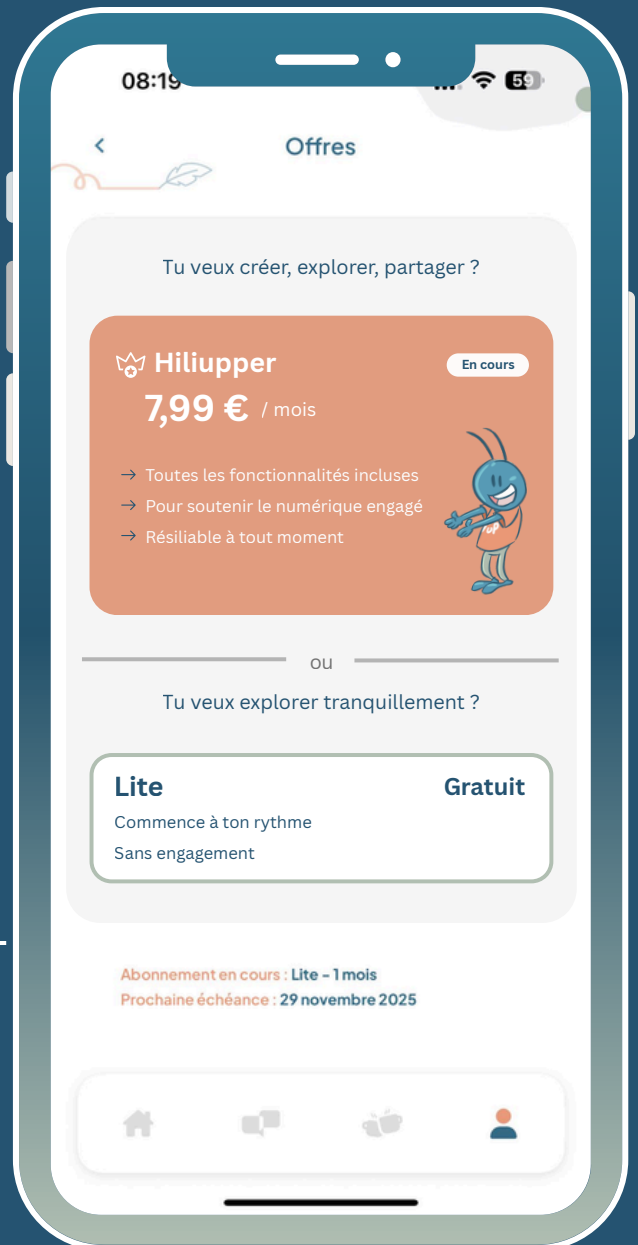 08:19
59
Offres
Tu veux créer, explorer, partager ?
Hiliupper
En cours
7,99 € / mois
→ Toutes les fonctionnalités incluses
→ Pour soutenir le numérique engagé
→ Résiliable à tout moment
up
ou
Tu veux explorer tranquillement ?
Lite
Gratuit
Commence à ton rythme
Sans engagement
Abonnement en cours : Lite - 1 mois
Prochaine échéance : 29 novembre 2025